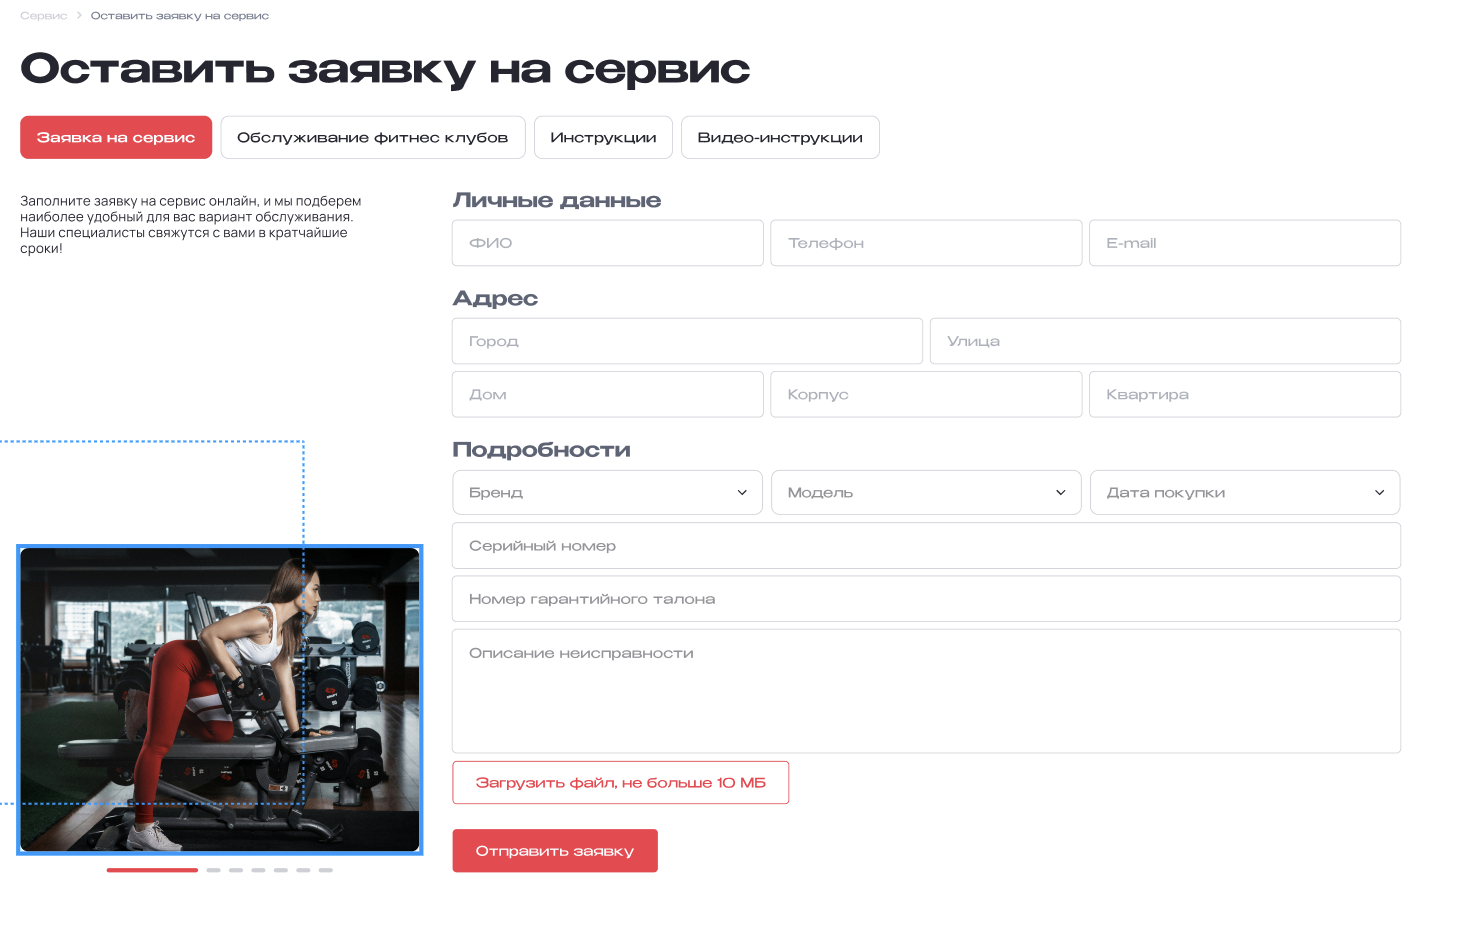 Сервис > Оставить заявку на сервис
Оставить заявку на сервис
Заявка на сервис
Обслуживание фитнес клубов
Инструкции
Видео-инструкции
Заполните заявку на сервис онлайн, и мы подберем
наиболее удобный для вас вариант обслуживания.
Наши специалисты свяжутся с вами в кратчайшие
сроки!
Личные данные
ФИО
Телефон
E-mail
Адрес
Город
Улица
Дом
Корпус
Квартира
Подробности
Бренд
Модель
Дата покупки
Серийный номер
Номер гарантийного талона
Описание неисправности
Загрузить файл, не больше 10 МБ
Отправить заявку